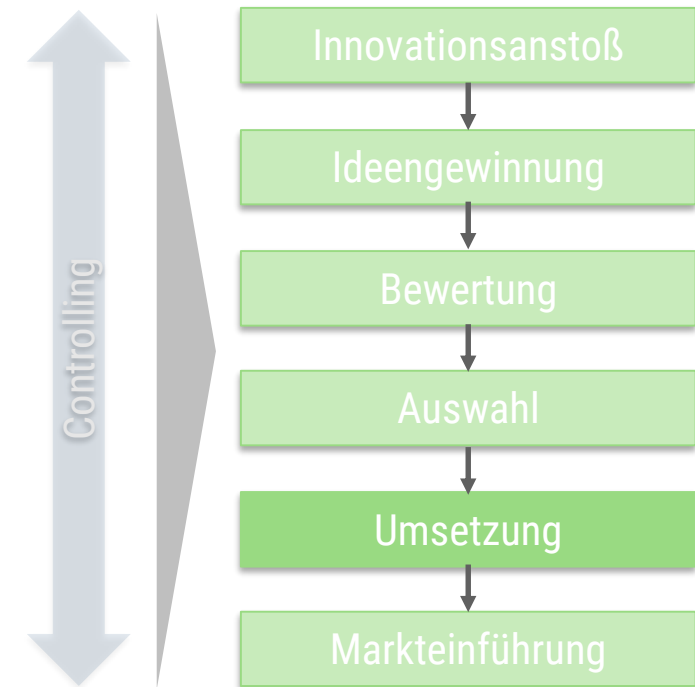 Controlling
Innovationsanstoß
Ideengewinnung
Bewertung
Auswahl
Umsetzung
Markteinführung